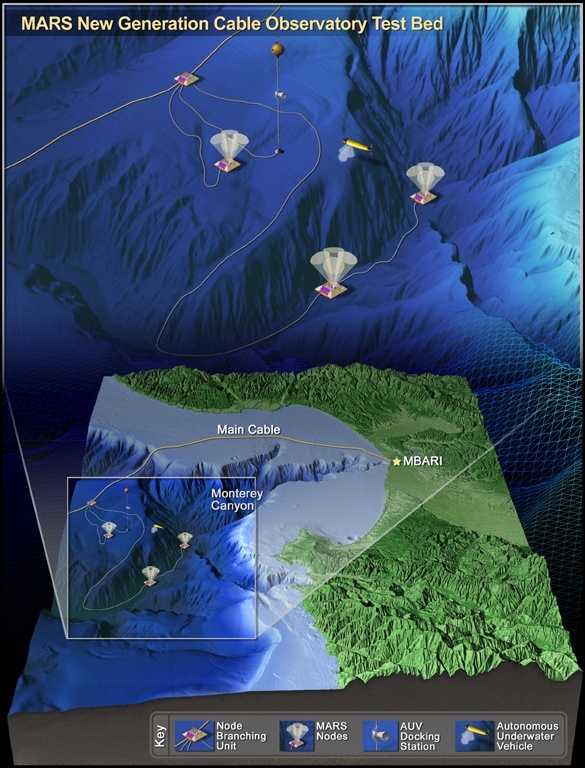 MARS New Generation Cable Observatory Test Bed
Main Cable
MBARI
Monterey
Canyon
Key
Node
Branching
Unit
MARS
Nodes
AUV
Docking
Station
Autonomous
Underwater
Vehicle